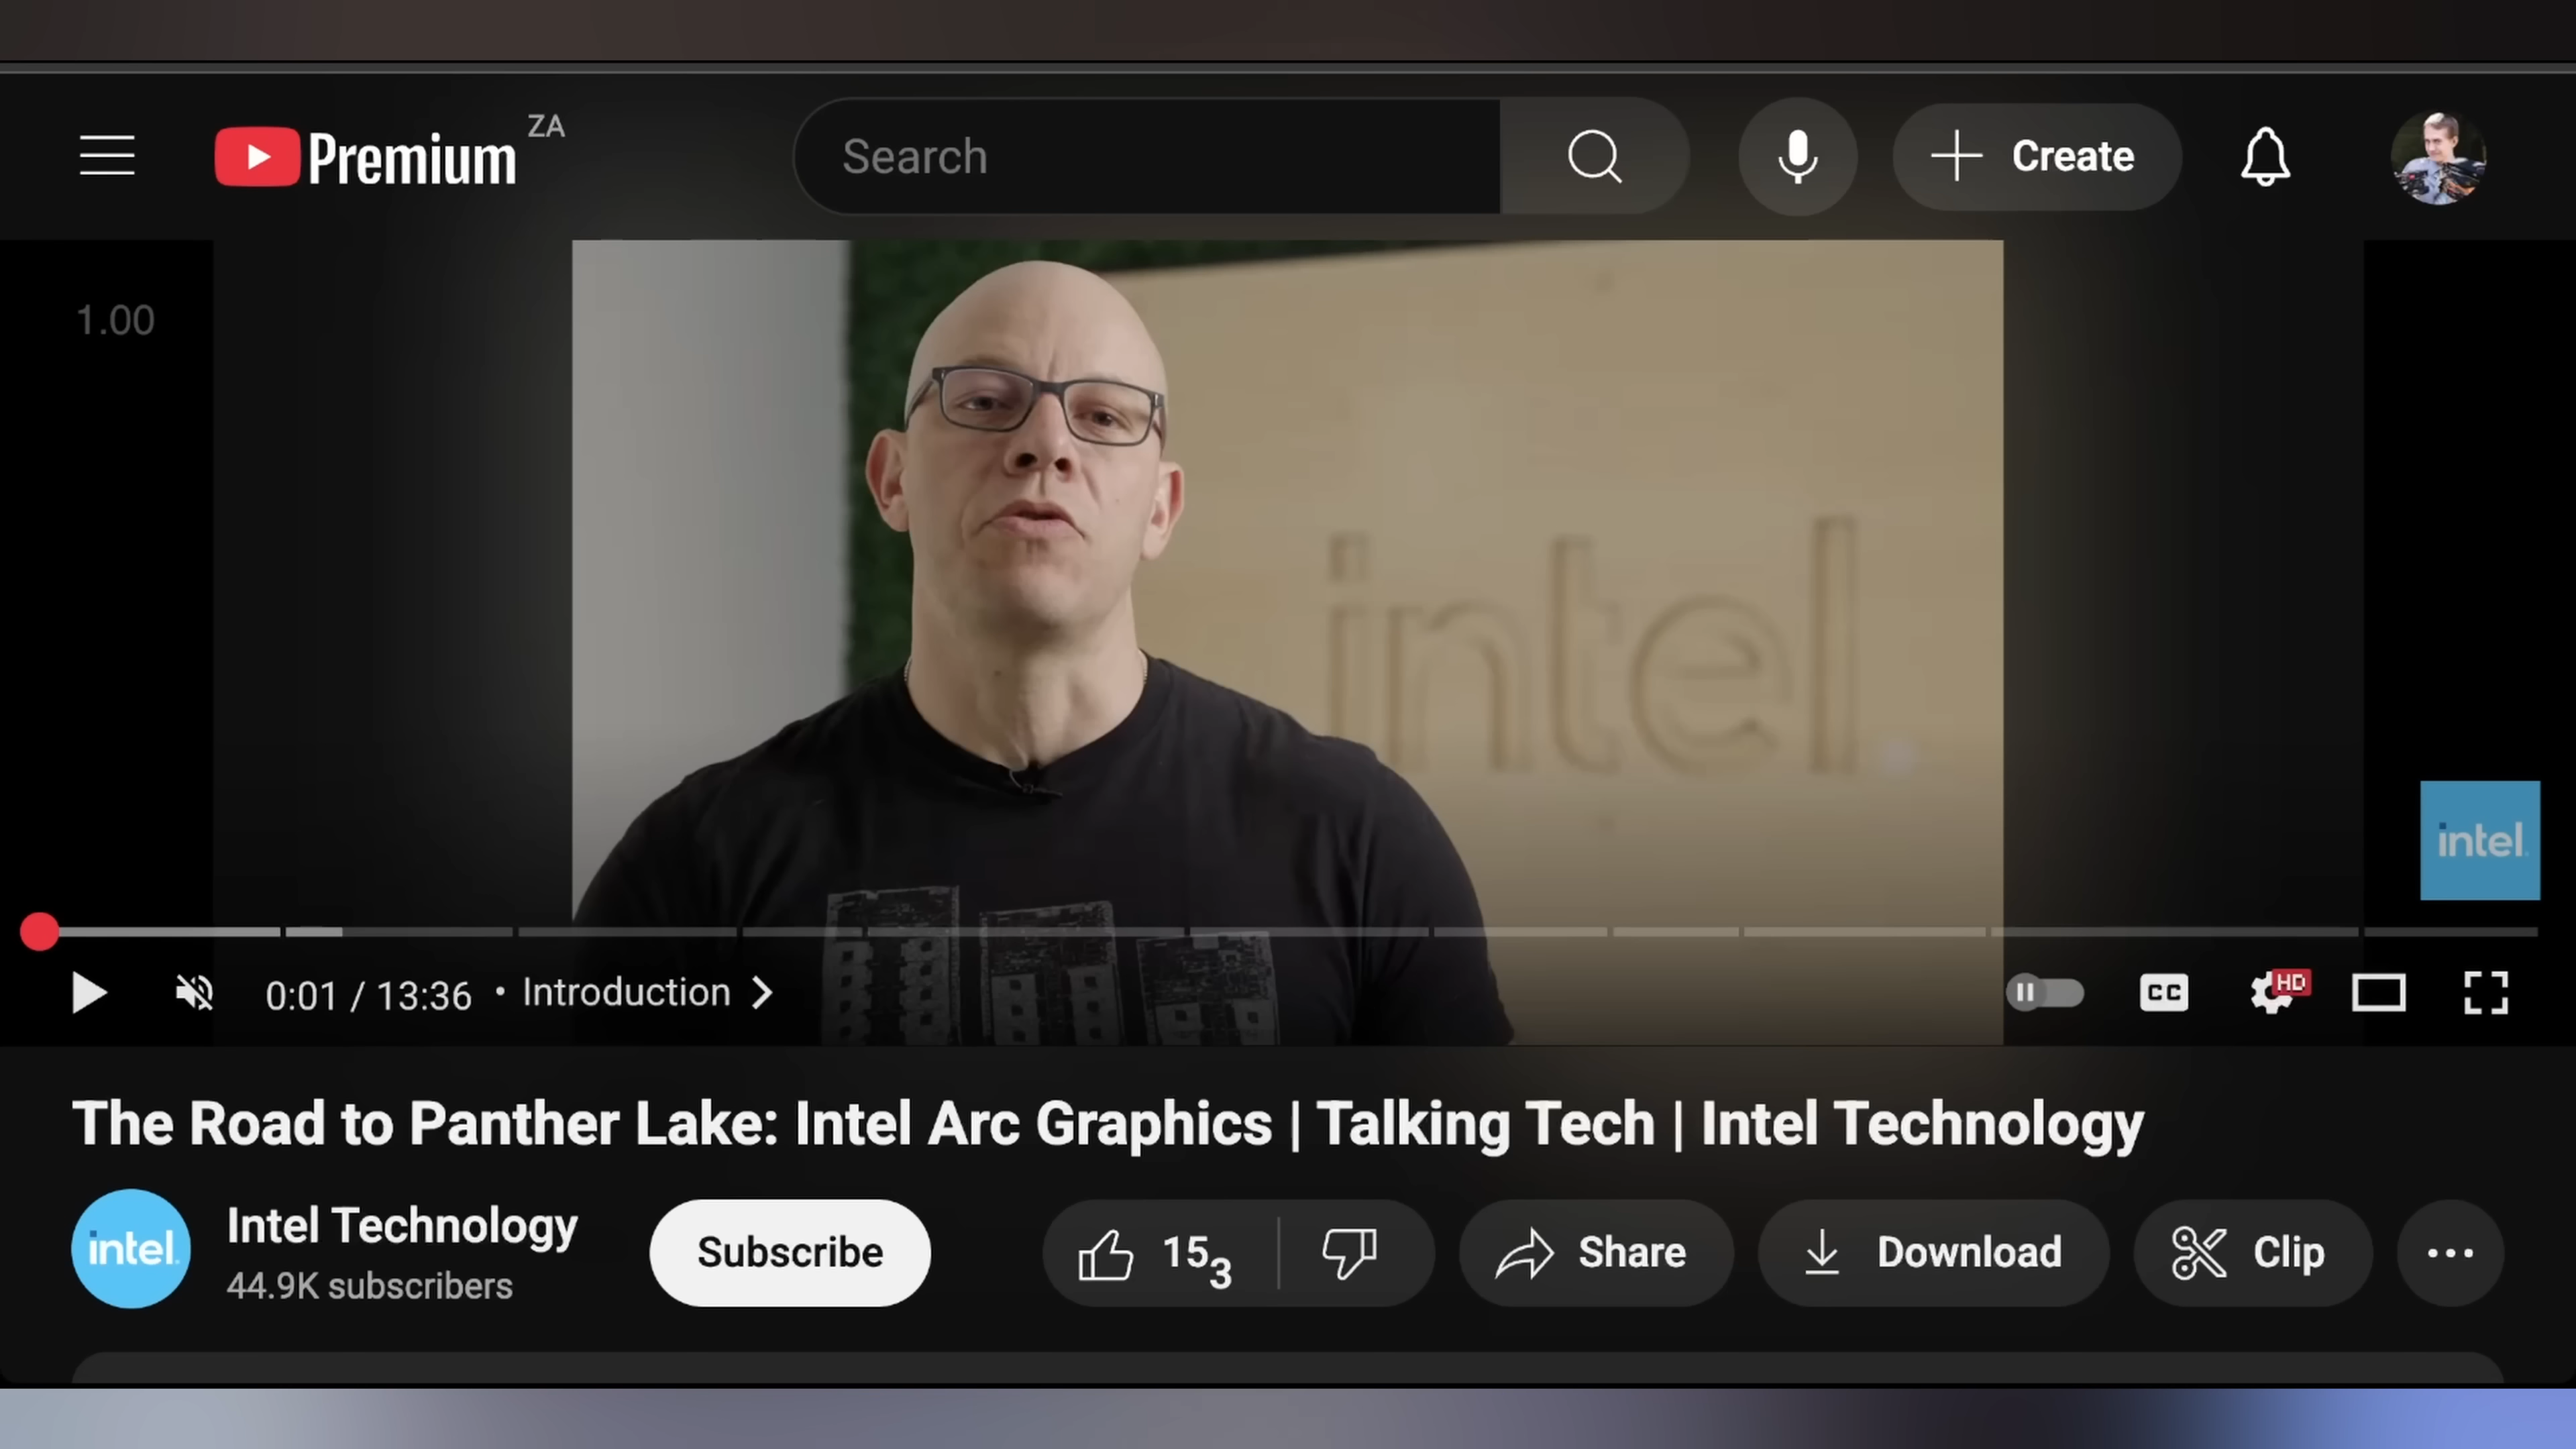 Premium ZA
Search
Create
1.00
intel.
intel.
0:01 / 13:36 • Introduction
CC
HD
The Road to Panther Lake: Intel Arc Graphics | Talking Tech | Intel Technology
intel.
Intel Technology
44.9K subscribers
Subscribe
153
Share
Download
Clip